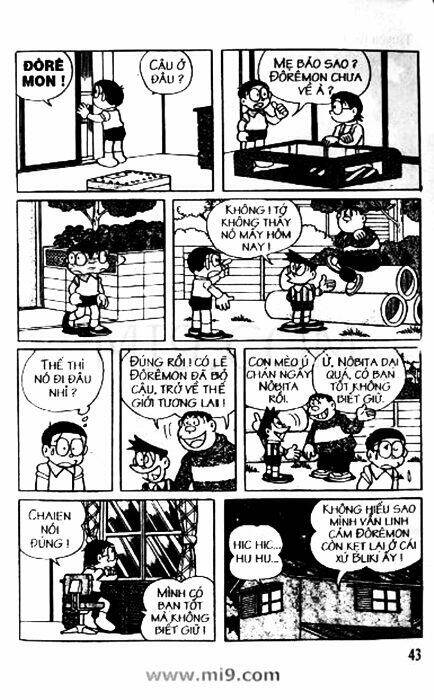 ĐÔRÊ
MON !
CẬU Ở
ĐÂU ?
MẸ BẢO SAO ?
ĐÔRÊMON CHƯA
VỀ À ?
KHÔNG ! TỚ
KHÔNG THẤY
NÓ MẤY HÔM
NAY !
THẾ THÌ
NÓ ĐI ĐÂU
NHỈ ?
ĐÚNG RỒI ! CÓ LẼ
ĐÔRÊMON ĐÃ BỎ
CẬU, TRỞ VỀ THẾ
GIỚI TƯƠNG LAI !
CON MÈO Ú
CHÁN NGẤY
NÔBITA
RỒI.
Ừ, NÔBITA DẠI
QUÁ, CÓ BẠN
TỐT KHÔNG
BIẾT GIỮ.
CHAIEN
NÓI
ĐÚNG !
MÌNH CÓ
BẠN TỐT
MÀ KHÔNG
BIẾT GIỮ !
HIC HIC...
HU HU...
KHÔNG HIỂU SAO
MÌNH VẪN LINH
CẢM ĐÔRÊMON
CÒN KẸT LẠI Ở CÁI
XỨ BLIKI ẤY !
43
www.mi9.com